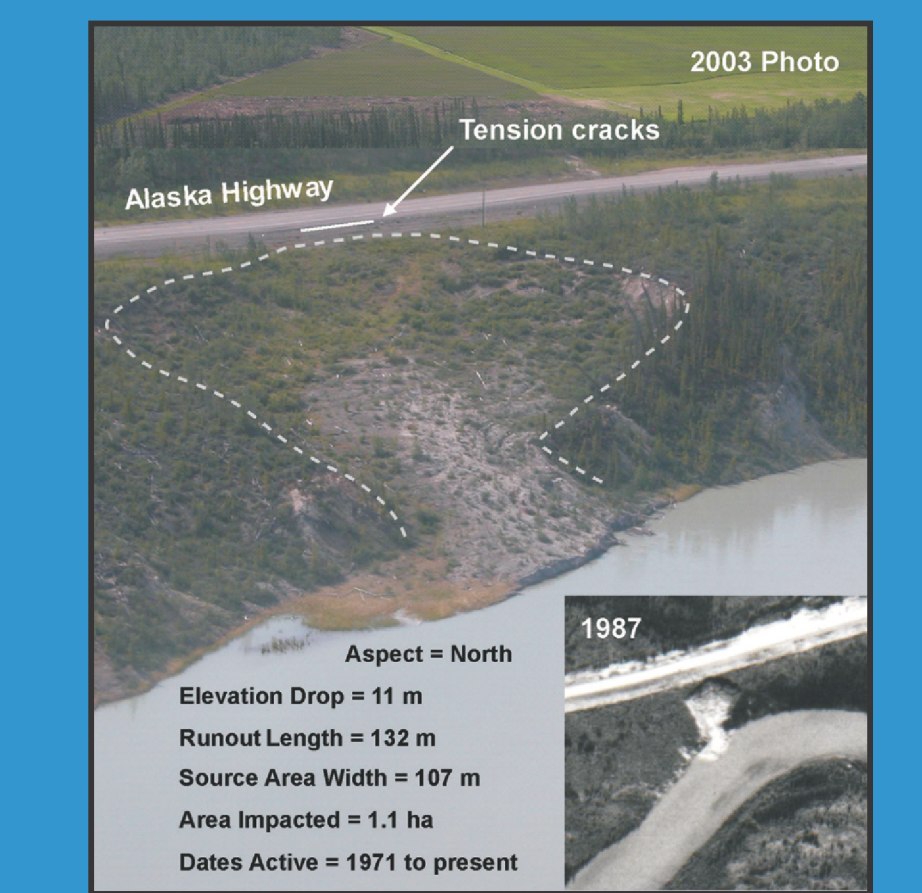 2003 Photo
Tension cracks
Alaska Highway
1987
Aspect = North
Elevation Drop = 11 m
Runout Length = 132 m
Source Area Width = 107 m
Area Impacted = 1.1 ha
Dates Active = 1971 to present